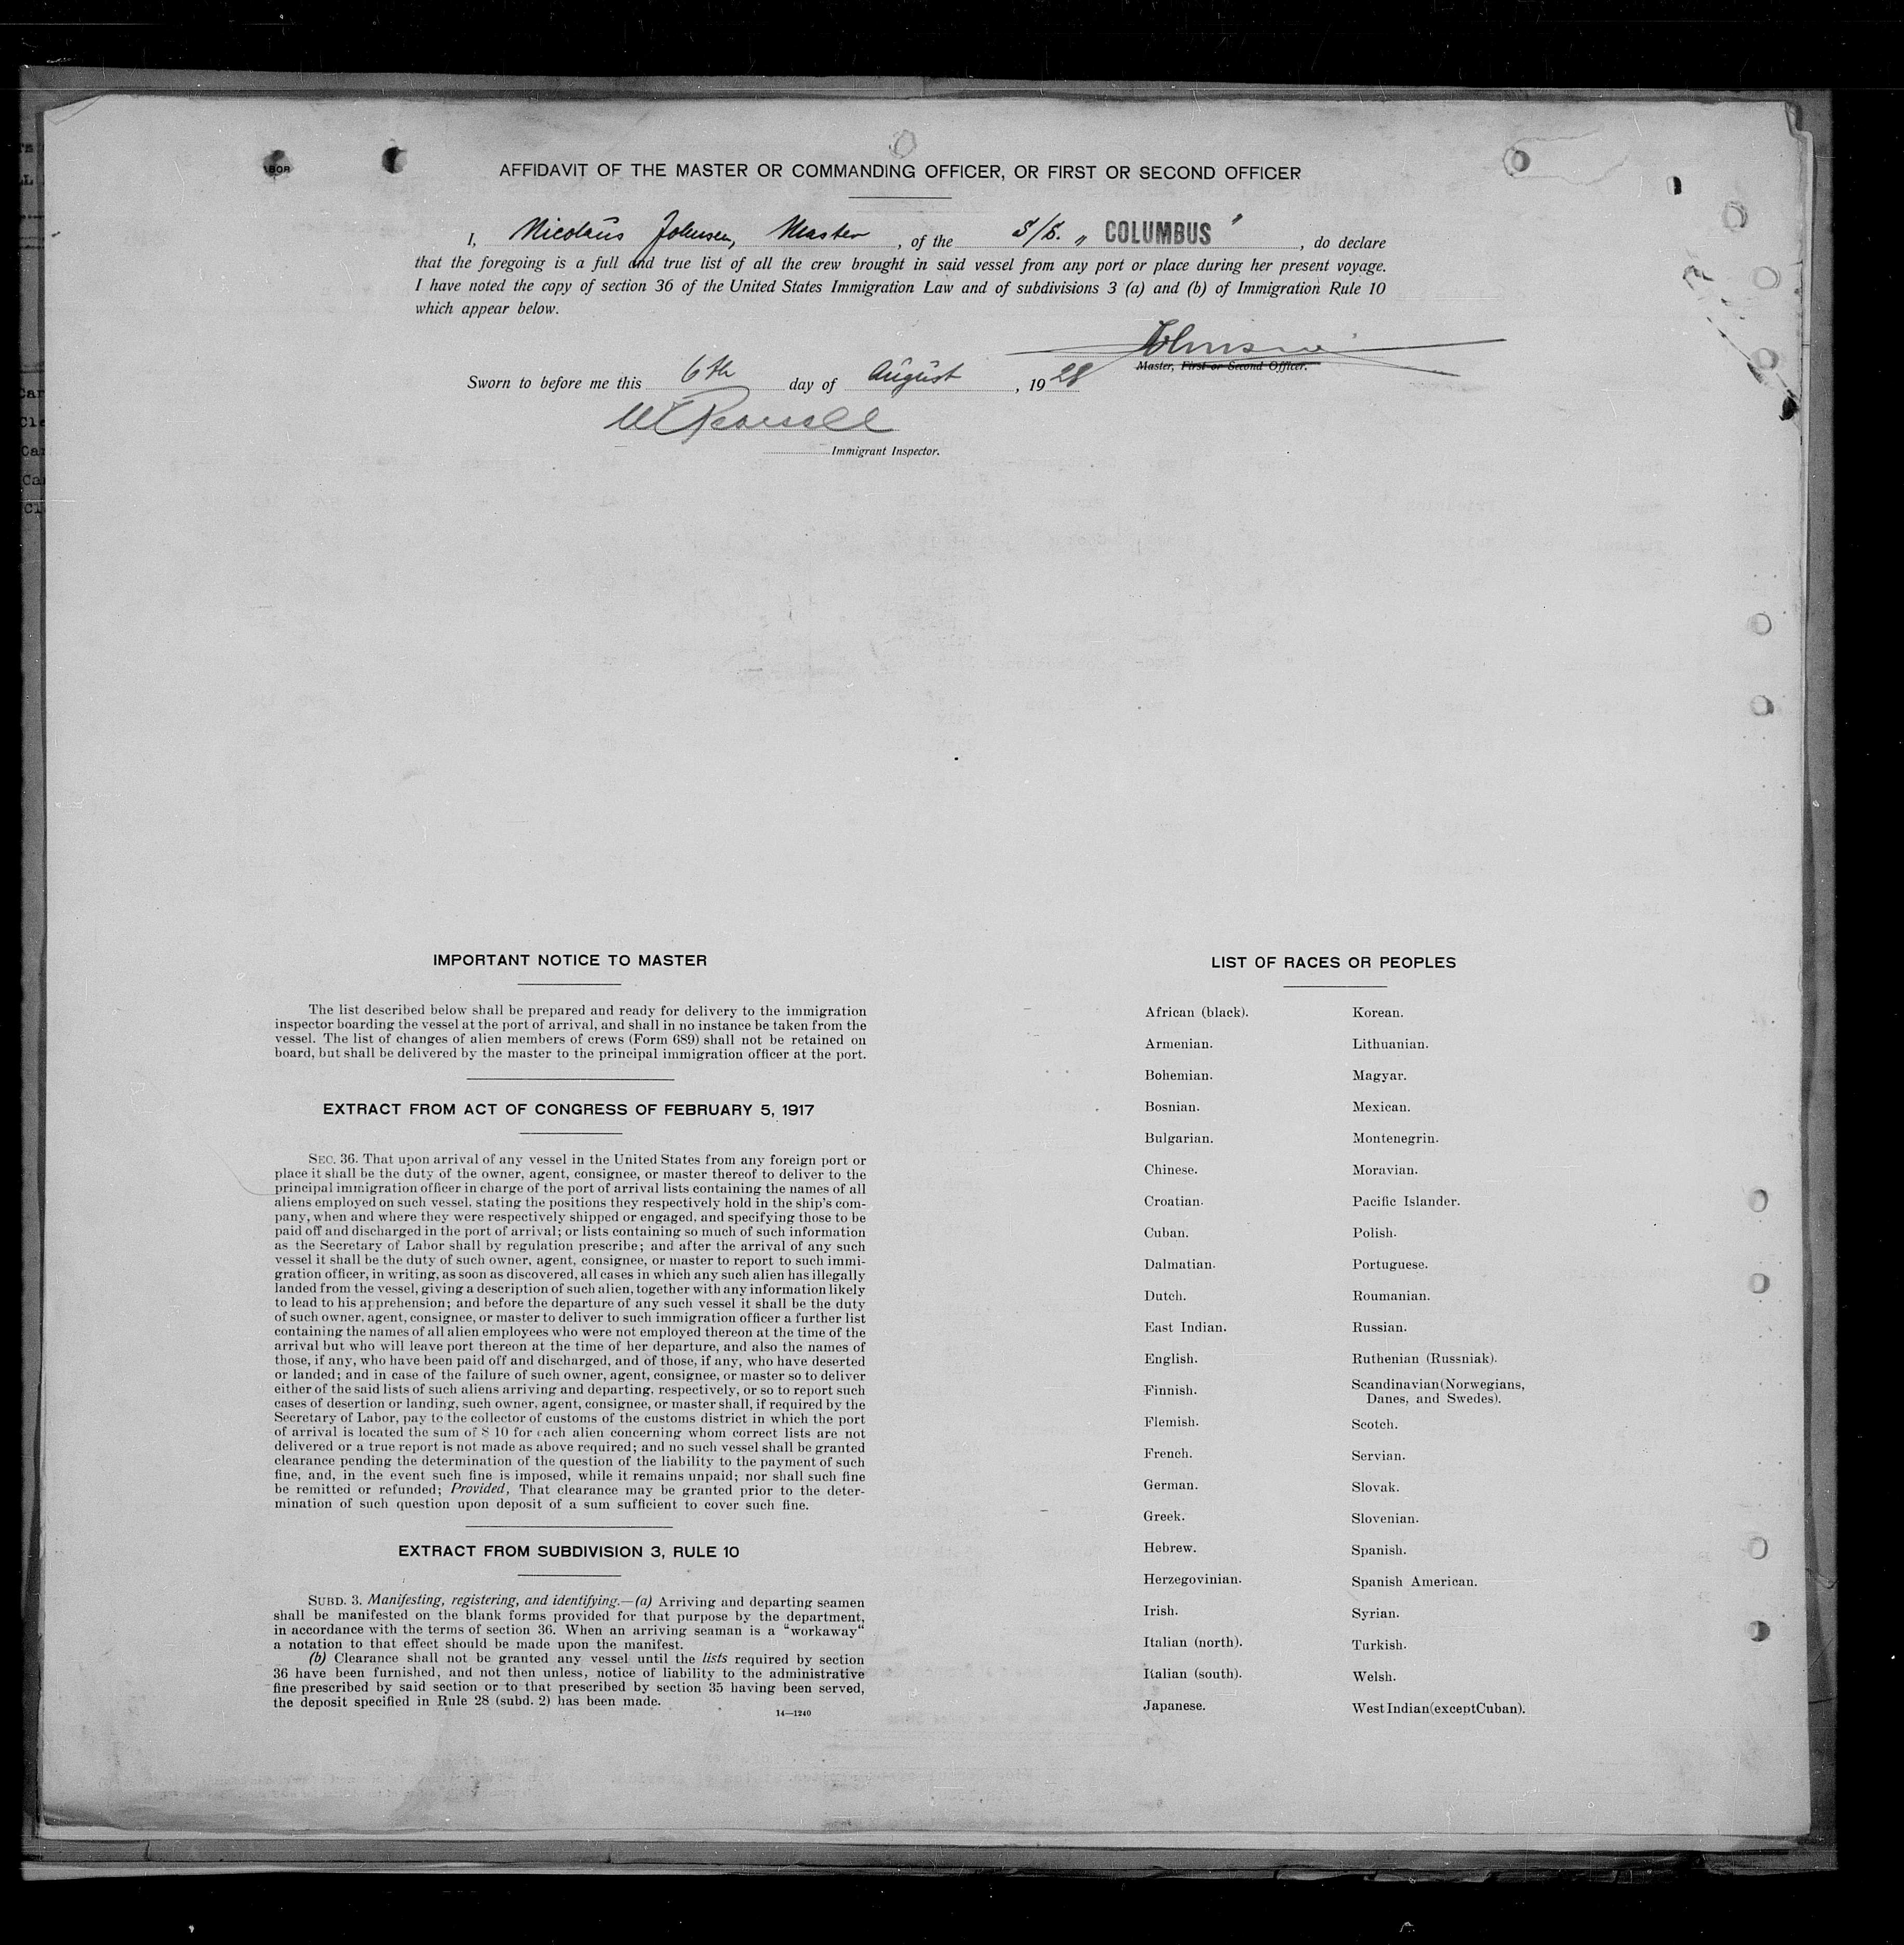 AFFIDAVIT OF THE MASTER OR COMMANDING OFFICER, OR FIRST OR SECOND OFFICER
I, Nicolaus Johnsen, Master, of the S/S. „COLUMBUS", do declare
that the foregoing is a full and true list of all the crew brought in said vessel from any port or place during her present voyage.
I have noted the copy of section 36 of the United States Immigration Law and of subdivisions 3 (a) and (b) of Immigration Rule 10
which appear below.
Johnsen
Master, First or Second Officer.
Sworn to before me this 6th day of August, 1928
Immigrant Inspector.
IMPORTANT NOTICE TO MASTER
The list described below shall be prepared and ready for delivery to the immigration
inspector boarding the vessel at the port of arrival, and shall in no instance be taken from the
vessel. The list of changes of alien members of crews (Form 689) shall not be retained on
board, but shall be delivered by the master to the principal immigration officer at the port.
EXTRACT FROM ACT OF CONGRESS OF FEBRUARY 5, 1917
SEC. 36. That upon arrival of any vessel in the United States from any foreign port or
place it shall be the duty of the owner, agent, consignee, or master thereof to deliver to the
principal immigration officer in charge of the port of arrival lists containing the names of all
aliens employed on such vessel, stating the positions they respectively hold in the ship's com-
pany, when and where they were respectively shipped or engaged, and specifying those to be
paid off and discharged in the port of arrival; or lists containing so much of such information
as the Secretary of Labor shall by regulation prescribe; and after the arrival of any such
vessel it shall be the duty of such owner, agent, consignee, or master to report to such immi-
gration officer, in writing, as soon as discovered, all cases in which any such alien has illegally
landed from the vessel, giving a description of such alien, together with any information likely
to lead to his apprehension; and before the departure of any such vessel it shall be the duty
of such owner, agent, consignee, or master to deliver to such immigration officer a further list
containing the names of all alien employees who were not employed thereon at the time of the
arrival but who will leave port thereon at the time of her departure, and also the names of
those, if any, who have been paid off and discharged, and of those, if any, who have deserted
or landed; and in case of the failure of such owner, agent, consignee, or master so to deliver
either of the said lists of such aliens arriving and departing, respectively, or so to report such
cases of desertion or landing, such owner, agent, consignee, or master shall, if required by the
Secretary of Labor, pay to the collector of customs of the customs district in which the port
of arrival is located the sum of $ 10 for each alien concerning whom correct lists are not
delivered or a true report is not made as above required; and no such vessel shall be granted
clearance pending the determination of the question of the liability to the payment of such
fine, and, in the event such fine is imposed, while it remains unpaid; nor shall such fine
be remitted or refunded; Provided, That clearance may be granted prior to the deter-
mination of such question upon deposit of a sum sufficient to cover such fine.
EXTRACT FROM SUBDIVISION 3, RULE 10
SUBD. 3. Manifesting, registering, and identifying.—(a) Arriving and departing seamen
shall be manifested on the blank forms provided for that purpose by the department,
in accordance with the terms of section 36. When an arriving seaman is a “workaway“
a notation to that effect should be made upon the manifest.
(b) Clearance shall not be granted any vessel until the lists required by section
36 have been furnished, and not then unless, notice of liability to the administrative
fine prescribed by said section or to that prescribed by section 35 having been served,
the deposit specified in Rule 28 (subd. 2) has been made.
14—1240
LIST OF RACES OR PEOPLES
African (black).
Armenian.
Bohemian.
Bosnian.
Bulgarian.
Chinese.
Croatian.
Cuban.
Dalmatian.
Dutch.
East Indian.
English.
Finnish.
Flemish.
French.
German.
Greek.
Hebrew.
Herzegovinian.
Irish.
Italian (north).
Italian (south).
Japanese.
Korean.
Lithuanian.
Magyar.
Mexican.
Montenegrin.
Moravian.
Pacific Islander.
Polish.
Portuguese.
Roumanian.
Russian.
Ruthenian (Russniak).
Scandinavian (Norwegians,
Danes, and Swedes).
Scotch.
Servian.
Slovak.
Slovenian.
Spanish.
Spanish American.
Syrian.
Turkish.
Welsh.
West Indian (except Cuban).